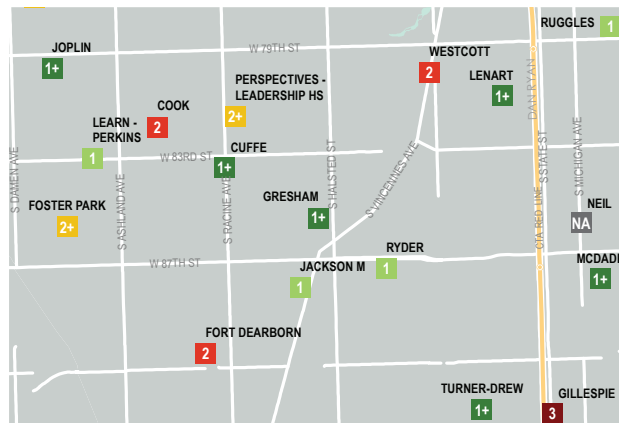 RUGGLES
1
JOPLIN
1+
W 79TH ST
WESTCOTT
2
LENART
1+
DAN RYAN
PERSPECTIVES -
LEADERSHIP HS
2+
COOK
2
LEARN -
PERKINS
1
W 83RD ST
CUFFE
1+
S DAMEN AVE
S ASHLAND AVE
S RACINE AVE
S HALSTED ST
S VINCENNES AVE
CTA RED LINE
S STATE ST
S MICHIGAN AVE
FOSTER PARK
2+
GRESHAM
1+
NEIL
NA
W 87TH ST
JACKSON M
1
RYDER
1
MCDADE
1+
FORT DEARBORN
2
TURNER-DREW
1+
GILLESPIE
3